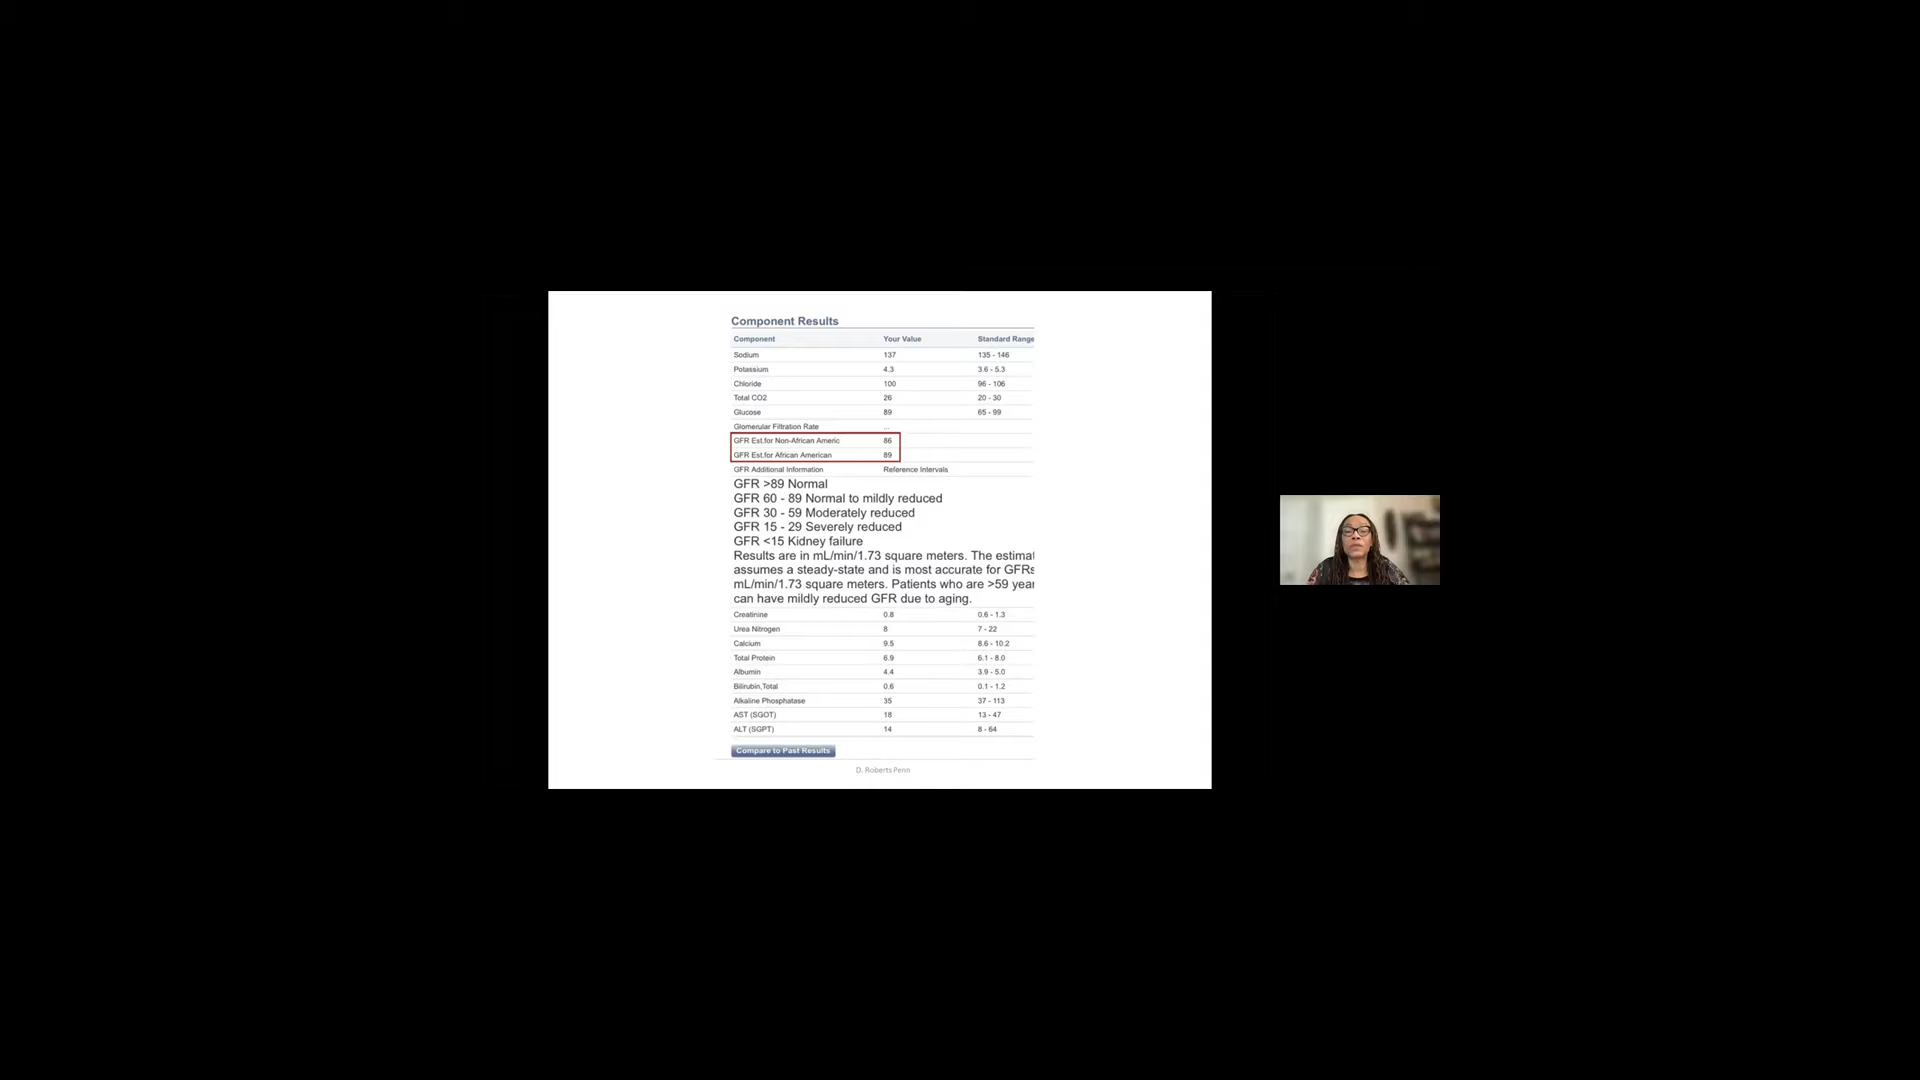 Component Results
Component Your Value Standard Range
Sodium 137 135 - 146
Potassium 4.3 3.6 - 5.3
Chloride 100 96 - 106
Total CO2 26 20 - 30
Glucose 89 65 - 99
Glomerular Filtration Rate ...
GFR Est.for Non-African Americ 86
GFR Est.for African American 89
GFR Additional Information Reference Intervals
GFR >89 Normal
GFR 60 - 89 Normal to mildly reduced
GFR 30 - 59 Moderately reduced
GFR 15 - 29 Severely reduced
GFR <15 Kidney failure
Results are in mL/min/1.73 square meters. The estimat
assumes a steady-state and is most accurate for GFRs
mL/min/1.73 square meters. Patients who are >59 year
can have mildly reduced GFR due to aging.
Creatinine 0.8 0.6 - 1.3
Urea Nitrogen 8 7 - 22
Calcium 9.5 8.6 - 10.2
Total Protein 6.9 6.1 - 8.0
Albumin 4.4 3.9 - 5.0
Bilirubin,Total 0.6 0.1 - 1.2
Alkaline Phosphatase 35 37 - 113
AST (SGOT) 18 13 - 47
ALT (SGPT) 14 8 - 64
Compare to Past Results
D. Roberts Penn